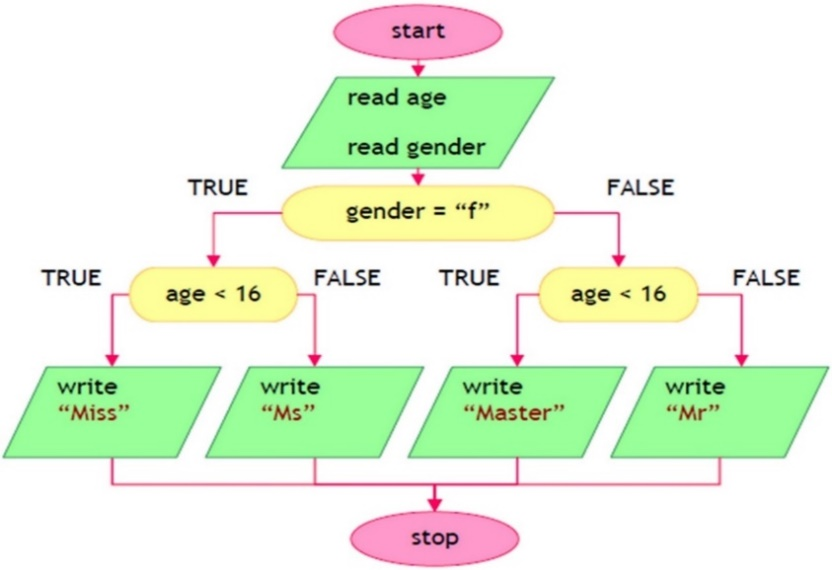 start
read age
read gender
TRUE
FALSE
gender = “f”
TRUE
FALSE
TRUE
FALSE
age < 16
age < 16
write
“Miss”
write
“Ms”
write
“Master”
write
“Mr”
stop